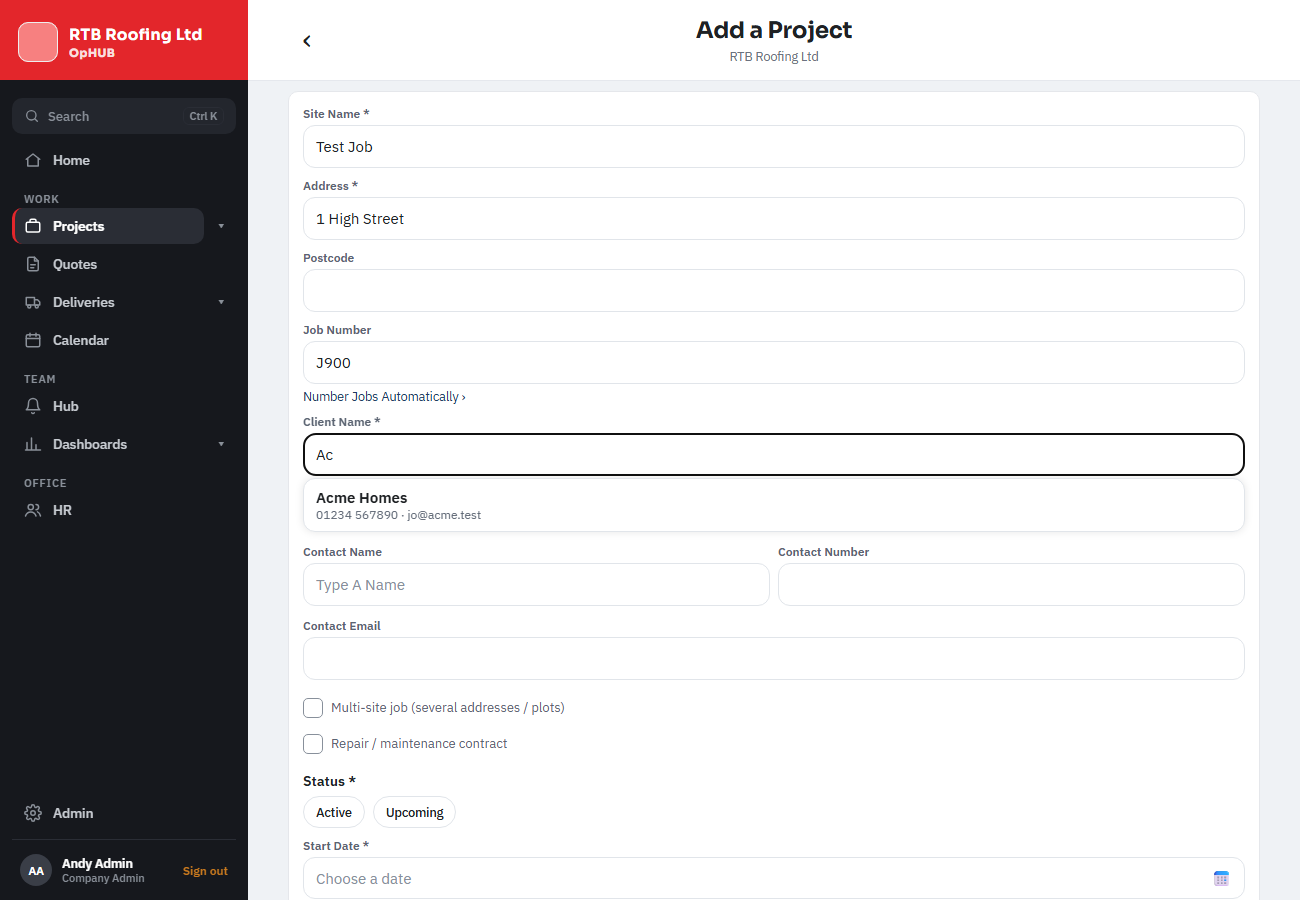 RTB Roofing Ltd
OpHUB
Search Ctrl K
Home
WORK
Projects
Quotes
Deliveries
Calendar
TEAM
Hub
Dashboards
OFFICE
HR
Admin
AA
Andy Admin
Company Admin
Sign out
Add a Project
RTB Roofing Ltd
Site Name *
Test Job
Address *
1 High Street
Postcode
Job Number
J900
Number Jobs Automatically ›
Client Name *
Ac
Acme Homes
01234 567890 · jo@acme.test
Contact Name
Contact Number
Type A Name
Contact Email
Multi-site job (several addresses / plots)
Repair / maintenance contract
Status *
Active
Upcoming
Start Date *
Choose a date